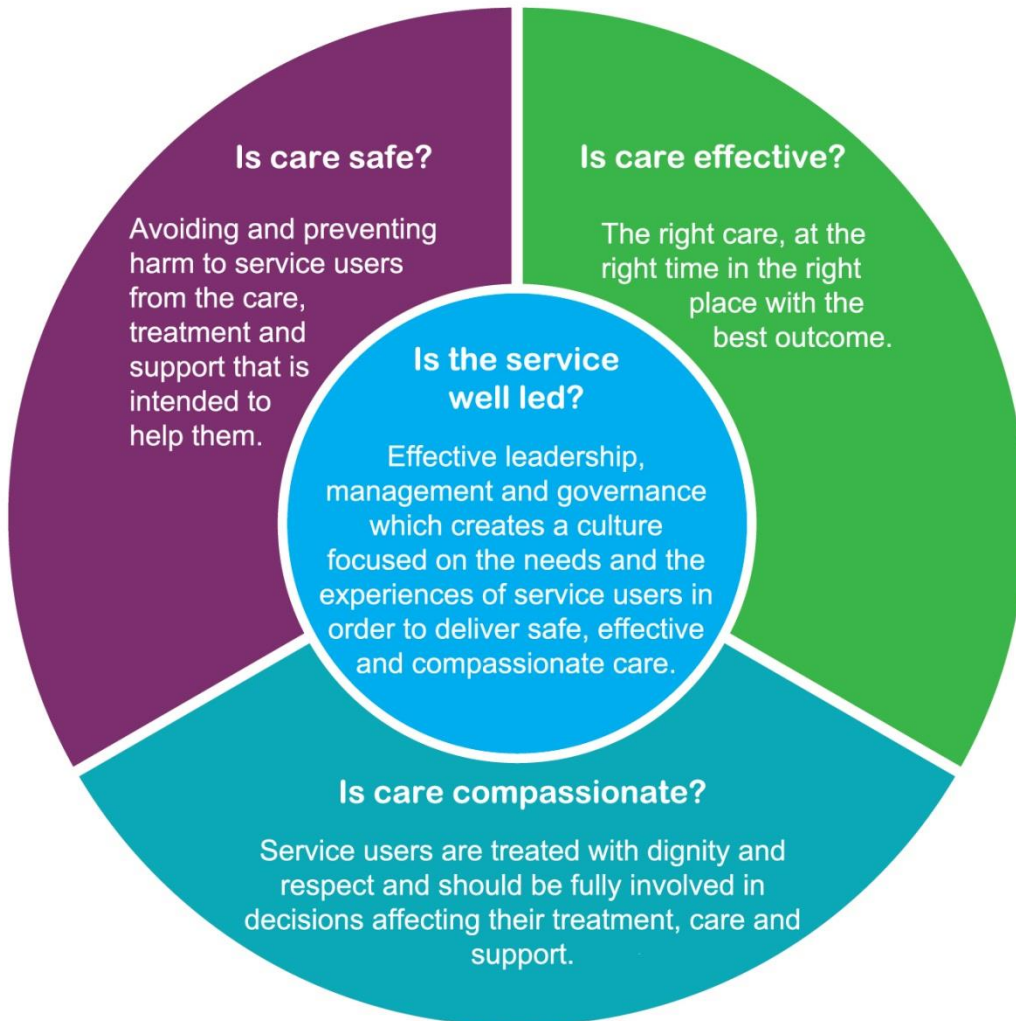 Is care safe?
Avoiding and preventing
harm to service users
from the care,
treatment and
support that is
intended to
help them.
Is care effective?
The right care, at the
right time in the right
place with the
best outcome.
Is the service
well led?
Effective leadership,
management and governance
which creates a culture
focused on the needs and the
experiences of service users in
order to deliver safe, effective
and compassionate care.
Is care compassionate?
Service users are treated with dignity and
respect and should be fully involved in
decisions affecting their treatment, care and
support.